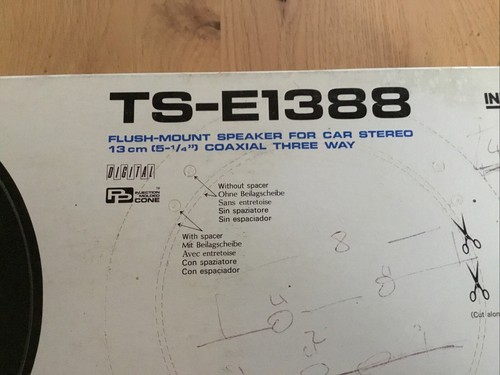 TS-E1388
IN
FLUSH-MOUNT SPEAKER FOR CAR STEREO
13 cm (5-1/4") COAXIAL THREE WAY
DIGITAL
INJECTION
MOLDED
CONE
Without spacer
Ohne Beilagscheibe
Sans entretoise
Sin spaziatore
Sin espaciador
With spacer
Mit Beilagscheibe
Avec entretoise
Con spaziatore
Con espaciador
8
(Cut alon